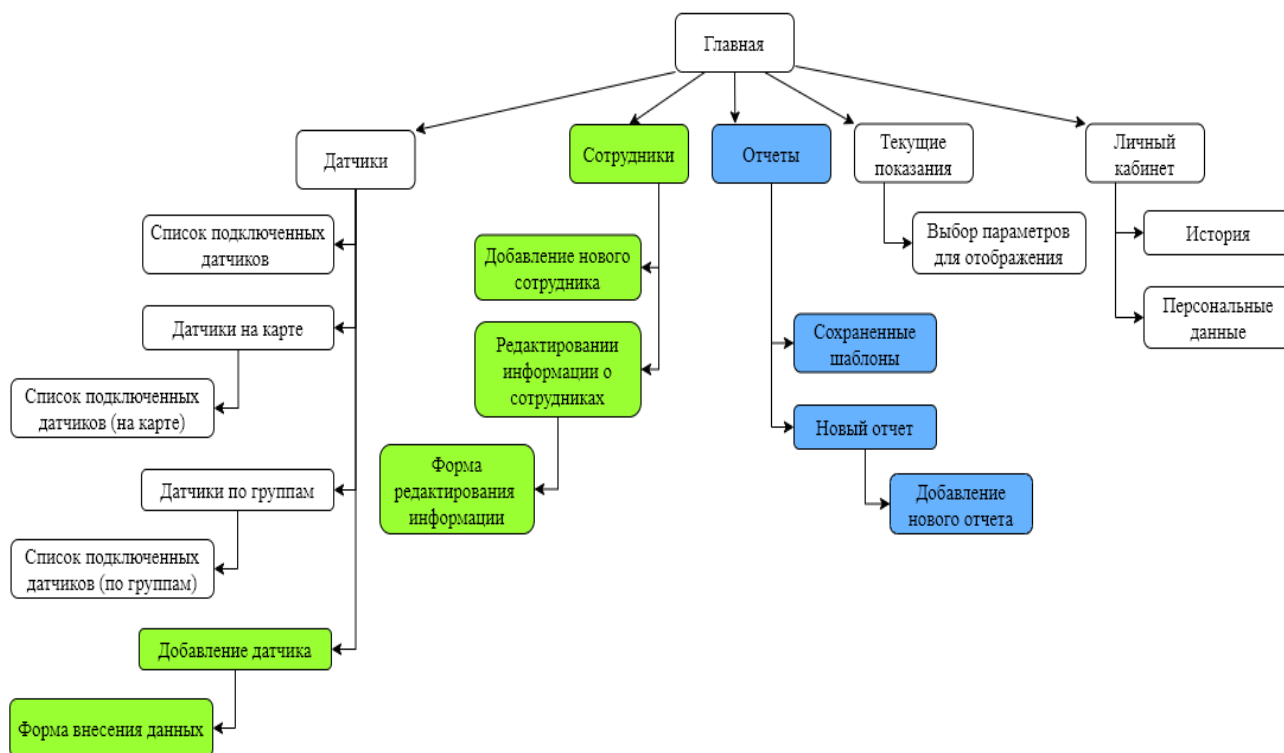 Главная
Датчики
Сотрудники
Отчеты
Текущие
показания
Личный
кабинет
Список подключенных
датчиков
Датчики на карте
Список подключенных
датчиков (на карте)
Датчики по группам
Список подключенных
датчиков (по группам)
Добавление датчика
Форма внесения данных
Добавление нового
сотрудника
Редактировании
информации о
сотрудниках
Форма
редактирования
информации
Сохраненные
шаблоны
Новый отчет
Добавление
нового отчета
Выбор параметров
для отображения
История
Персональные
данные